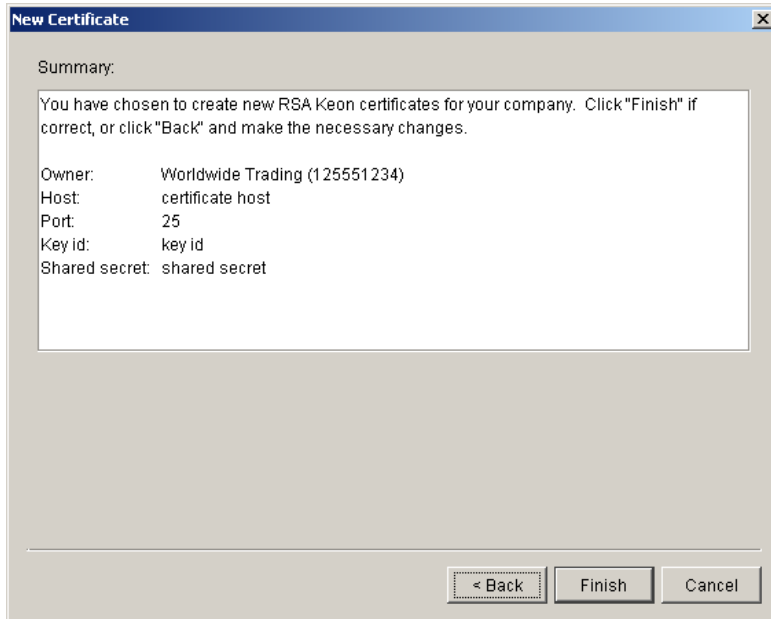 New Certificate
Summary:
You have chosen to create new RSA Keon certificates for your company.  Click "Finish" if
correct, or click "Back" and make the necessary changes.
Owner: Worldwide Trading (125551234)
Host: certificate host
Port: 25
Key id: key id
Shared secret: shared secret
< Back Finish Cancel